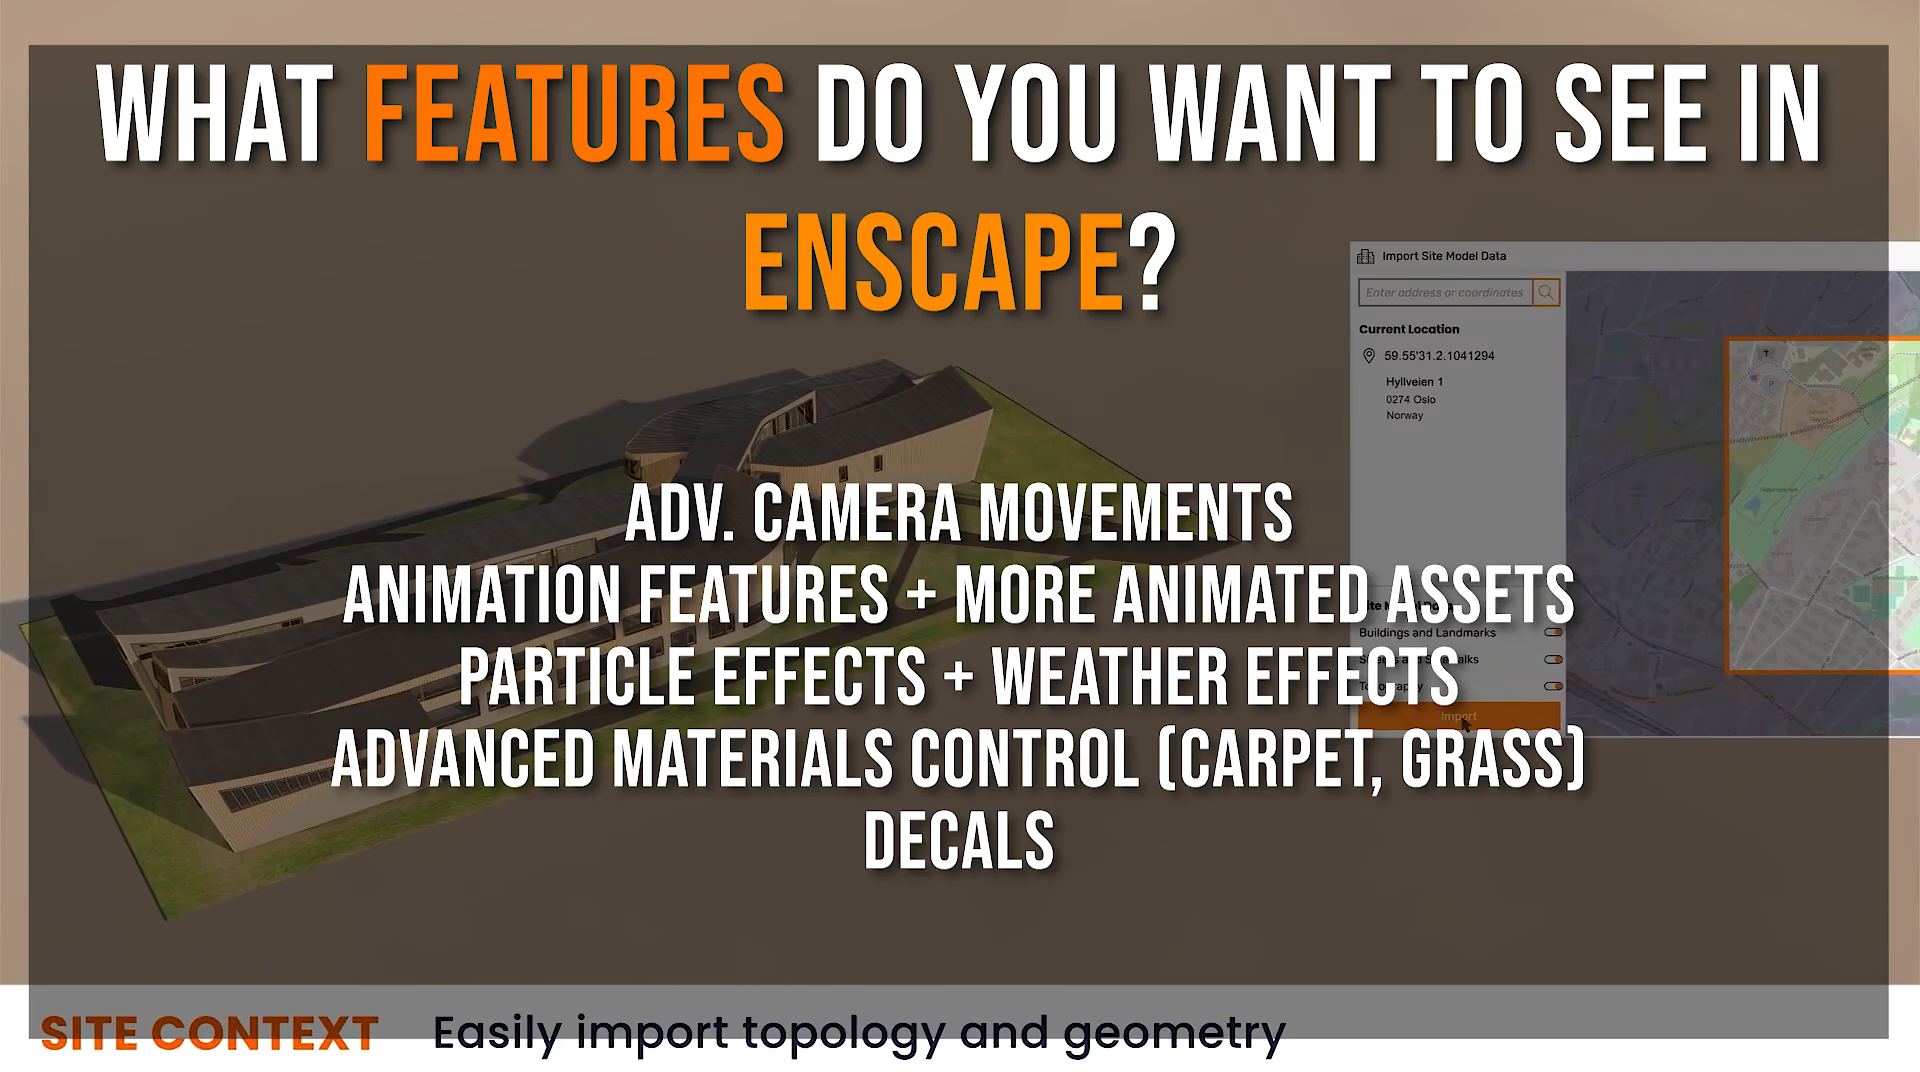 WHAT FEATURES DO YOU WANT TO SEE IN
ENSCAPE?
Import Site Model Data
Enter address or coordinates
Current Location
59.55'31.2.1041294
Hyllveien 1
0274 Oslo
Norway
ADV. CAMERA MOVEMENTS
ANIMATION FEATURES + MORE ANIMATED ASSETS
Buildings and Landmarks
PARTICLE EFFECTS + WEATHER EFFECTS
Import
ADVANCED MATERIALS CONTROL (CARPET, GRASS)
DECALS
SITE CONTEXT Easily import topology and geometry